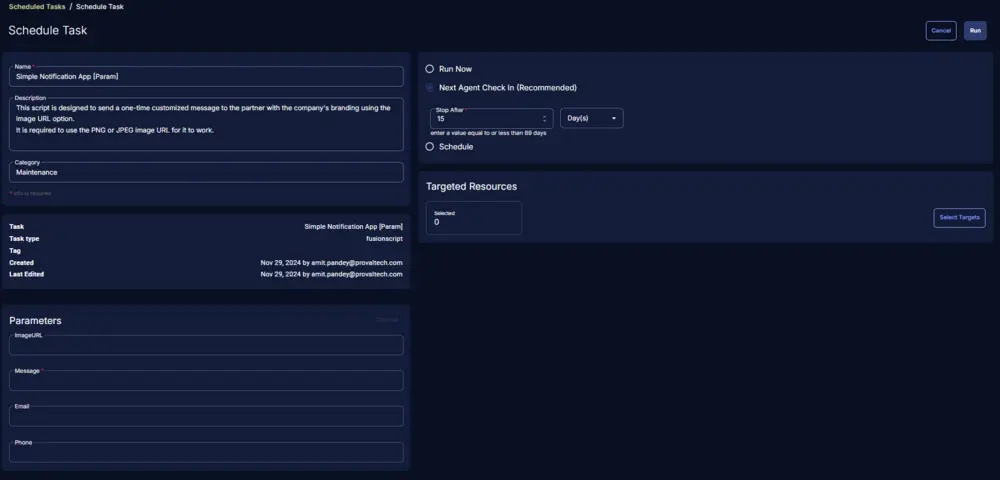 Scheduled Tasks / Schedule Task
Schedule Task
Cancel
Run
Name *
Simple Notification App [Param]
Description
This script is designed to send a one-time customized message to the partner with the company's branding using the
Image URL option.
It is required to use the PNG or JPEG image URL for it to work.
Category
Maintenance
* Info is required
Task Simple Notification App [Param]
Task type fusionscript
Tag
Created Nov 29, 2024 by amit.pandey@provaltech.com
Last Edited Nov 29, 2024 by amit.pandey@provaltech.com
Parameters
ImageURL
Message *
Email
Phone
Run Now
Next Agent Check In (Recommended)
Stop After *
15
Day(s)
enter a value equal to or less than 89 days
Schedule
Targeted Resources
Selected
0
Select Targets